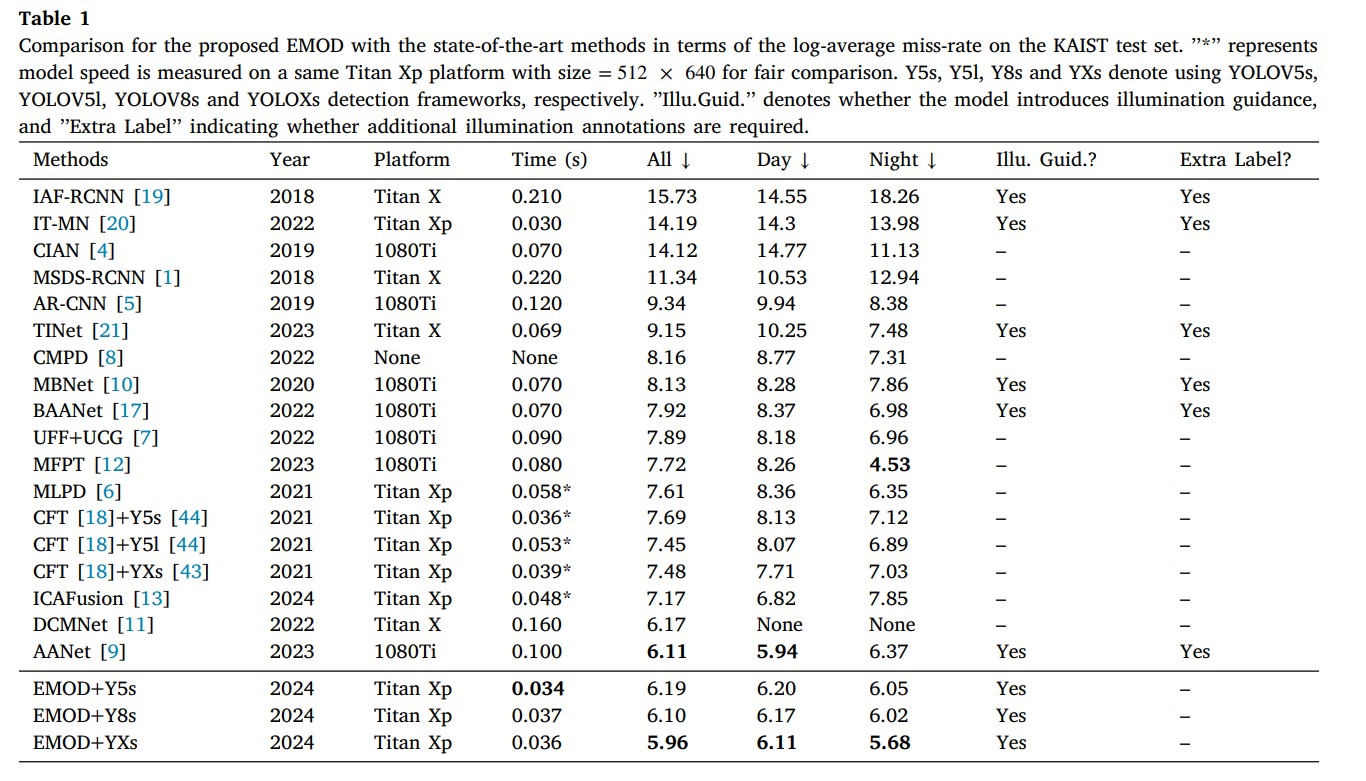 Table 1
Comparison for the proposed EMOD with the state-of-the-art methods in terms of the log-average miss-rate on the KAIST test set. "*" represents
model speed is measured on a same Titan Xp platform with size = 512 × 640 for fair comparison. Y5s, Y5l, Y8s and YXs denote using YOLOV5s,
YOLOV5l, YOLOV8s and YOLOXs detection frameworks, respectively. "Illu.Guid." denotes whether the model introduces illumination guidance,
and "Extra Label" indicating whether additional illumination annotations are required.
Methods Year Platform Time (s) All ↓ Day ↓ Night ↓ Illu. Guid.? Extra Label?
IAF-RCNN [19] 2018 Titan X 0.210 15.73 14.55 18.26 Yes Yes
IT-MN [20] 2022 Titan Xp 0.030 14.19 14.3 13.98 Yes Yes
CIAN [4] 2019 1080Ti 0.070 14.12 14.77 11.13 – –
MSDS-RCNN [1] 2018 Titan X 0.220 11.34 10.53 12.94 – –
AR-CNN [5] 2019 1080Ti 0.120 9.34 9.94 8.38 – –
TINet [21] 2023 Titan X 0.069 9.15 10.25 7.48 Yes Yes
CMPD [8] 2022 None None 8.16 8.77 7.31 – –
MBNet [10] 2020 1080Ti 0.070 8.13 8.28 7.86 Yes Yes
BAANet [17] 2022 1080Ti 0.070 7.92 8.37 6.98 Yes Yes
UFF+UCG [7] 2022 1080Ti 0.090 7.89 8.18 6.96 – –
MFPT [12] 2023 1080Ti 0.080 7.72 8.26 4.53 – –
MLPD [6] 2021 Titan Xp 0.058* 7.61 8.36 6.35 – –
CFT [18]+Y5s [44] 2021 Titan Xp 0.036* 7.69 8.13 7.12 – –
CFT [18]+Y5l [44] 2021 Titan Xp 0.053* 7.45 8.07 6.89 – –
CFT [18]+YXs [43] 2021 Titan Xp 0.039* 7.48 7.71 7.03 – –
ICAFusion [13] 2024 Titan Xp 0.048* 7.17 6.82 7.85 – –
DCMNet [11] 2022 Titan X 0.160 6.17 None None – –
AANet [9] 2023 1080Ti 0.100 6.11 5.94 6.37 Yes Yes
EMOD+Y5s 2024 Titan Xp 0.034 6.19 6.20 6.05 Yes –
EMOD+Y8s 2024 Titan Xp 0.037 6.10 6.17 6.02 Yes –
EMOD+YXs 2024 Titan Xp 0.036 5.96 6.11 5.68 Yes –